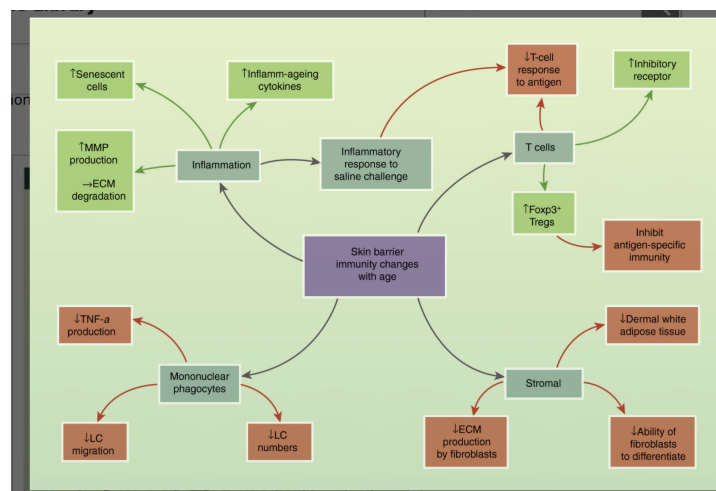 ion
↑Senescent
cells
↑Inflamm-ageing
cytokines
↓T-cell
response
to antigen
↑Inhibitory
receptor
↑MMP
production
→ECM
degradation
Inflammation
Inflammatory
response to
saline challenge
T cells
↑Foxp3⁺
Tregs
Inhibit
antigen-specific
immunity
Skin barrier
immunity changes
with age
↓TNF-a
production
Mononuclear
phagocytes
↓LC
migration
↓LC
numbers
↓Dermal white
adipose tissue
Stromal
↓ECM
production
by fibroblasts
↓Ability of
fibroblasts
to differentiate